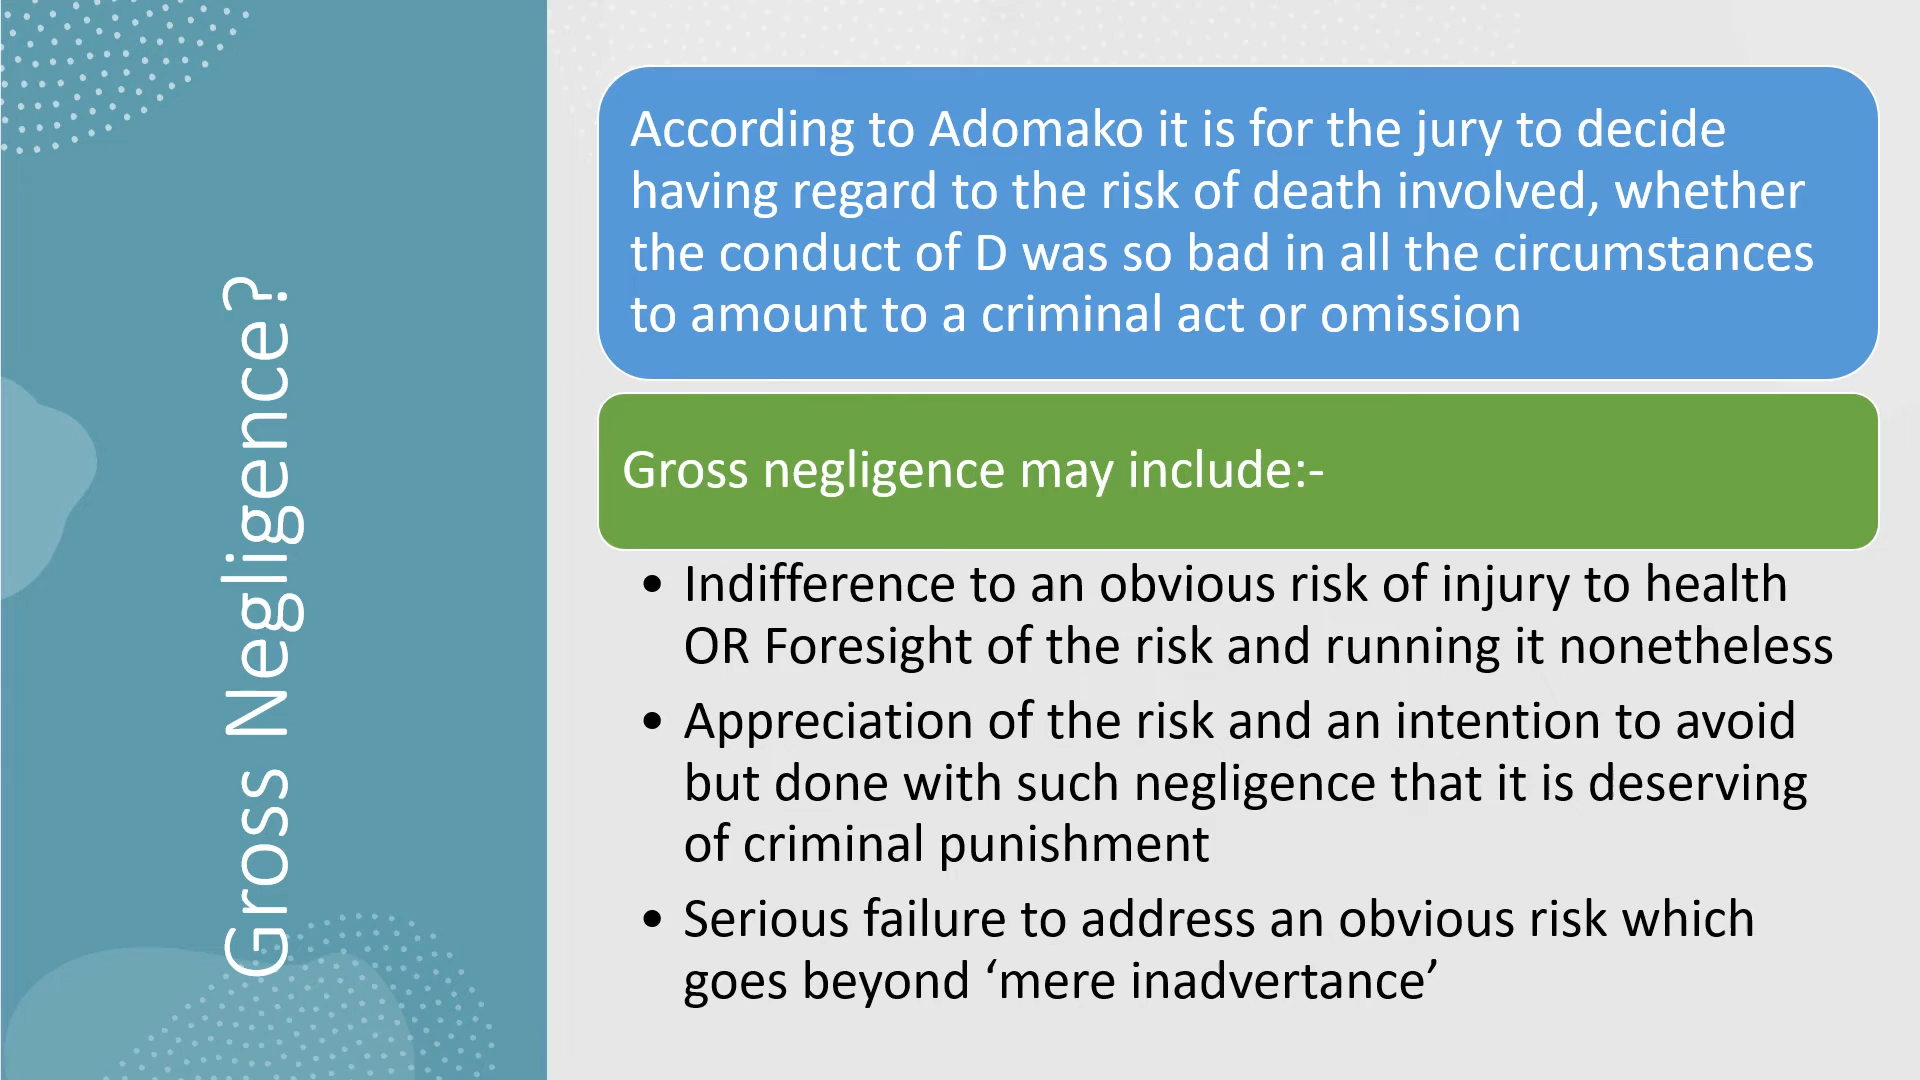 Gross Negligence?
According to Adomako it is for the jury to decide
having regard to the risk of death involved, whether
the conduct of D was so bad in all the circumstances
to amount to a criminal act or omission
Gross negligence may include:-
• Indifference to an obvious risk of injury to health
OR Foresight of the risk and running it nonetheless
• Appreciation of the risk and an intention to avoid
but done with such negligence that it is deserving
of criminal punishment
• Serious failure to address an obvious risk which
goes beyond ‘mere inadvertance’